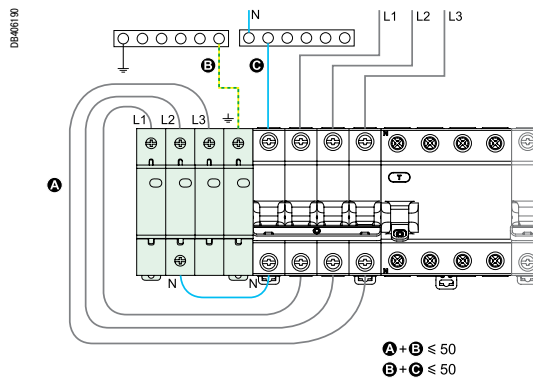 DB406190
N
L1 L2 L3
B
C
L1 L2 L3
A
T
N
N
N N
A + B ⩽ 50
B + C ⩽ 50